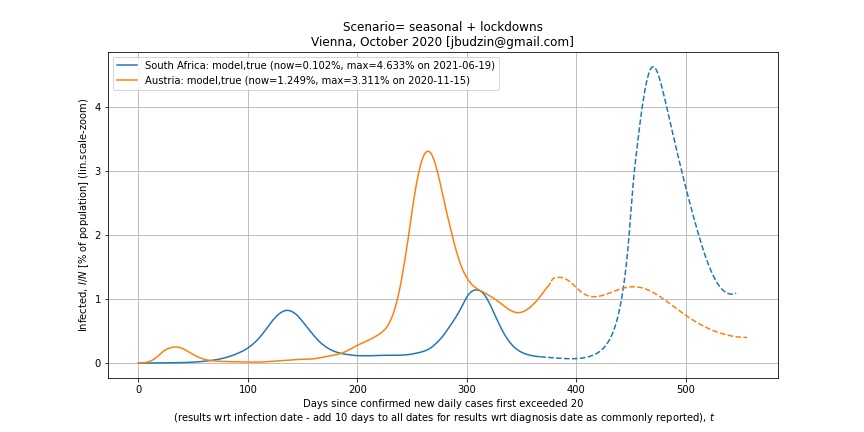 Scenario= seasonal + lockdowns
Vienna, October 2020 [jbudzin@gmail.com]
South Africa: model,true (now=0.102%, max=4.633% on 2021-06-19)
Austria: model,true (now=1.249%, max=3.311% on 2020-11-15)
Infected, I/N [% of population] (lin.scale-zoom)
4
3
2
1
0
0 100 200 300 400 500
Days since confirmed new daily cases first exceeded 20
(results wrt infection date - add 10 days to all dates for results wrt diagnosis date as commonly reported), t